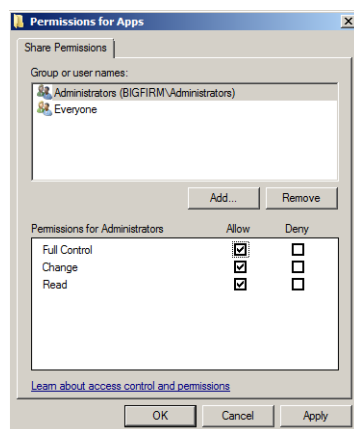 Permissions for Apps
Share Permissions
Group or user names:
Administrators (BIGFIRM\Administrators)
Everyone
Add... Remove
Permissions for Administrators Allow Deny
Full Control
Change
Read
Learn about access control and permissions
OK Cancel Apply